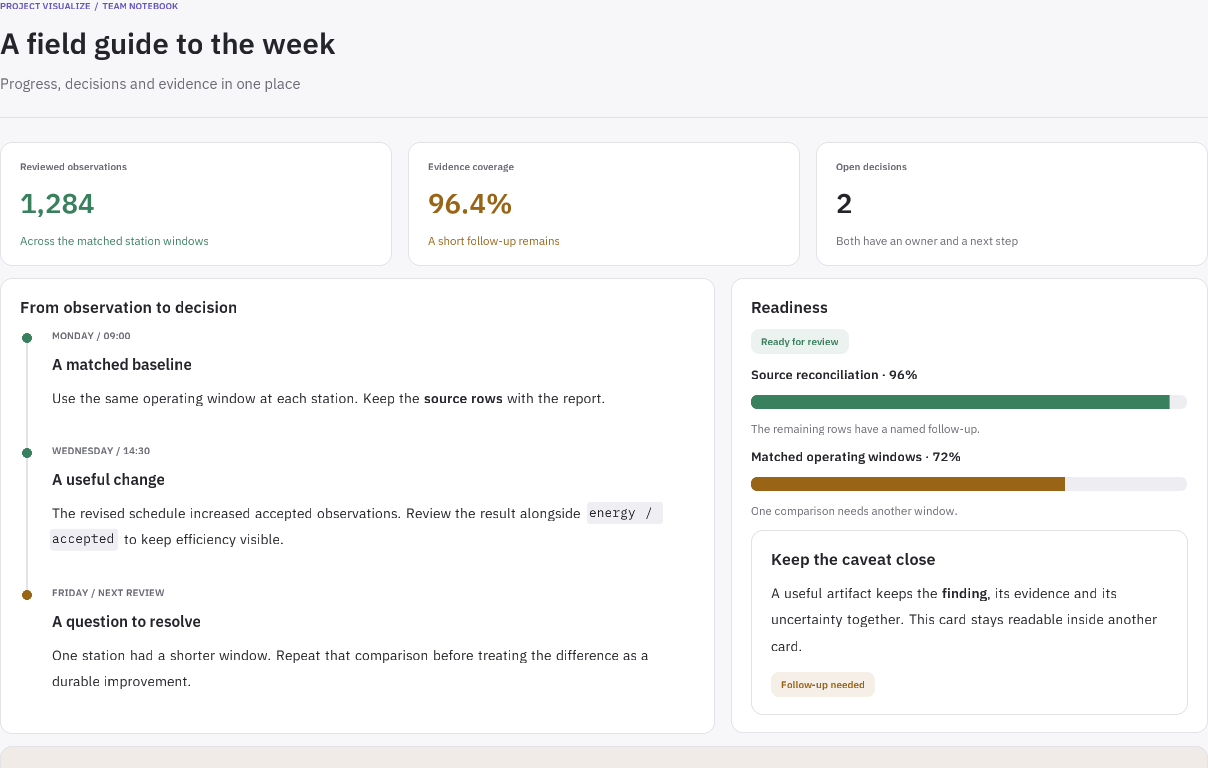 PROJECT VISUALIZE / TEAM NOTEBOOK
A field guide to the week
Progress, decisions and evidence in one place
Reviewed observations
1,284
Across the matched station windows
Evidence coverage
96.4%
A short follow-up remains
Open decisions
2
Both have an owner and a next step
From observation to decision
MONDAY / 09:00
A matched baseline
Use the same operating window at each station. Keep the source rows with the report.
WEDNESDAY / 14:30
A useful change
The revised schedule increased accepted observations. Review the result alongside energy /
accepted to keep efficiency visible.
FRIDAY / NEXT REVIEW
A question to resolve
One station had a shorter window. Repeat that comparison before treating the difference as a
durable improvement.
Readiness
Ready for review
Source reconciliation · 96%
The remaining rows have a named follow-up.
Matched operating windows · 72%
One comparison needs another window.
Keep the caveat close
A useful artifact keeps the finding, its evidence and its
uncertainty together. This card stays readable inside another
card.
Follow-up needed